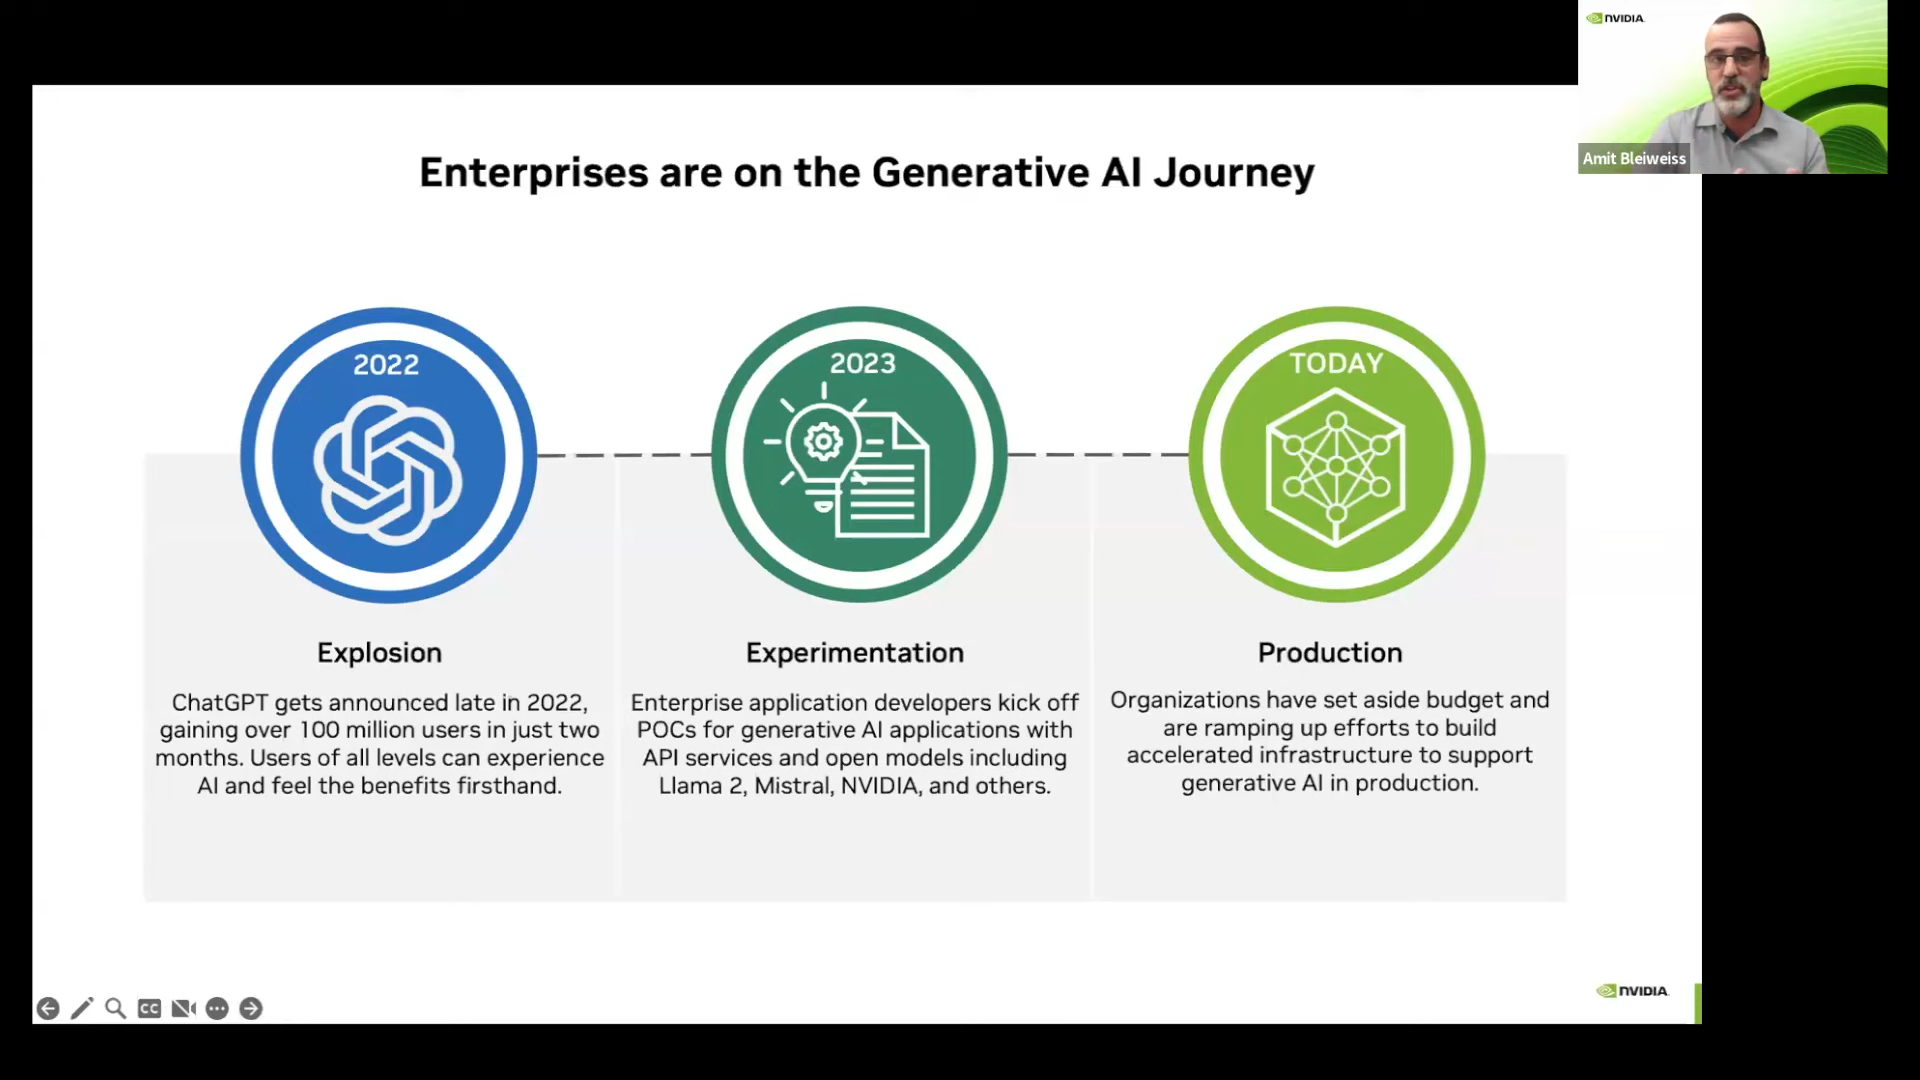 NVIDIA
Amit Bleiweiss
Enterprises are on the Generative AI Journey
2022
2023
TODAY
Explosion
ChatGPT gets announced late in 2022,
gaining over 100 million users in just two
months. Users of all levels can experience
AI and feel the benefits firsthand.
Experimentation
Enterprise application developers kick off
POCs for generative AI applications with
API services and open models including
Llama 2, Mistral, NVIDIA, and others.
Production
Organizations have set aside budget and
are ramping up efforts to build
accelerated infrastructure to support
generative AI in production.
CC
NVIDIA